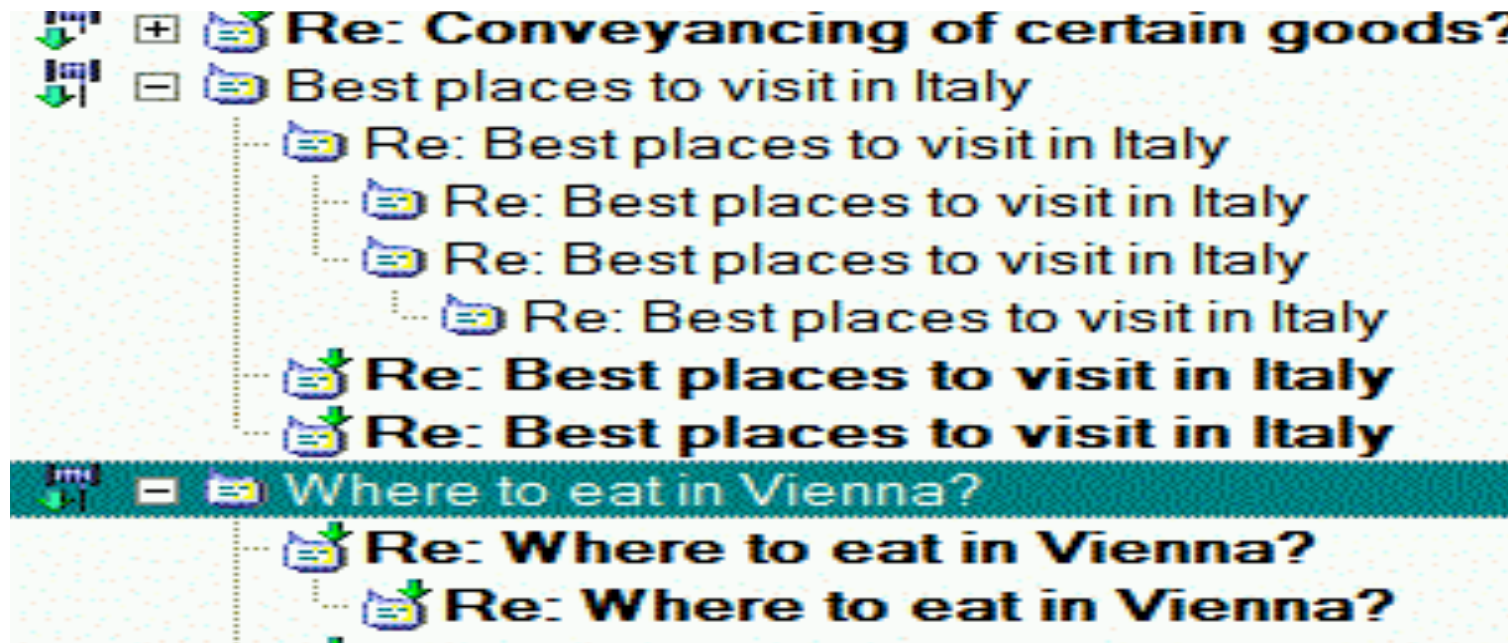 Re: Conveyancing of certain goods?
Best places to visit in Italy
Re: Best places to visit in Italy
Re: Best places to visit in Italy
Re: Best places to visit in Italy
Re: Best places to visit in Italy
Re: Best places to visit in Italy
Re: Best places to visit in Italy
Where to eat in Vienna?
Re: Where to eat in Vienna?
Re: Where to eat in Vienna?